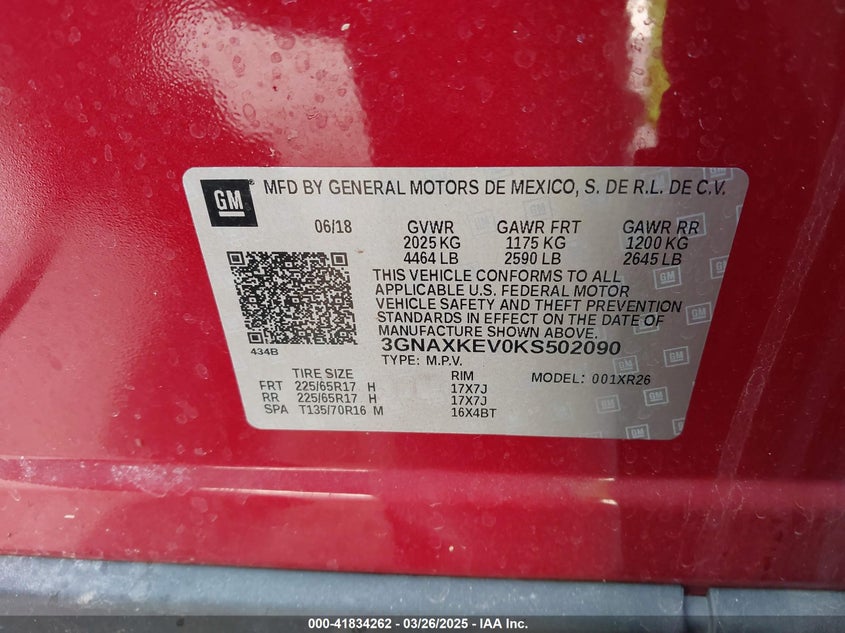 GM
MFD BY GENERAL MOTORS DE MEXICO, S. DE R.L. DE C.V.
06/18 GVWR GAWR FRT GAWR RR
2025 KG 1175 KG 1200 KG
4464 LB 2590 LB 2645 LB
THIS VEHICLE CONFORMS TO ALL
APPLICABLE U.S. FEDERAL MOTOR
VEHICLE SAFETY AND THEFT PREVENTION
STANDARDS IN EFFECT ON THE DATE OF
MANUFACTURE SHOWN ABOVE.
434B
3GNAXKEV0KS502090
TYPE: M.P.V.
TIRE SIZE RIM MODEL: 001XR26
FRT 225/65R17 H 17X7J
RR 225/65R17 H 17X7J
SPA T135/70R16 M 16X4BT
000-41834262 - 03/26/2025 - IAA Inc.